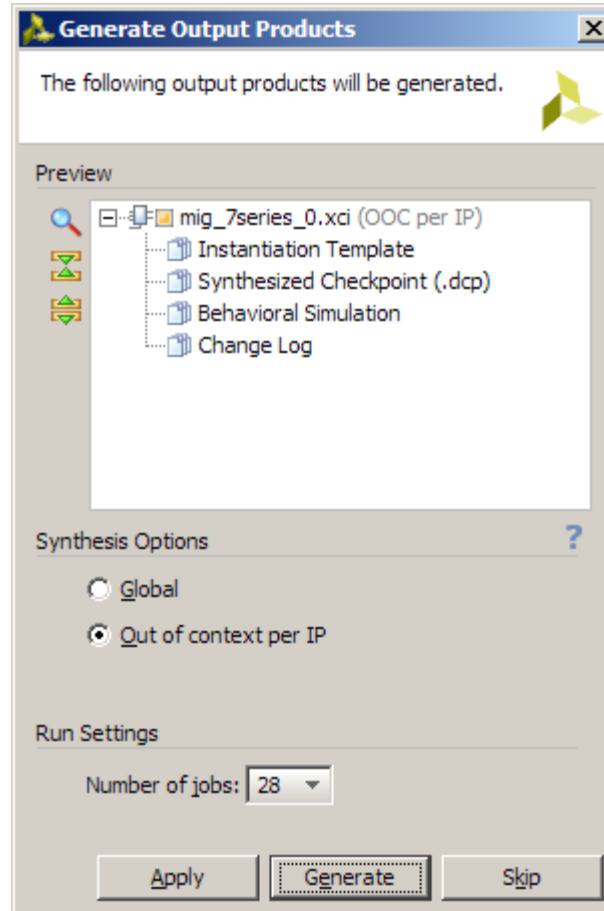 Generate Output Products
The following output products will be generated.
Preview
mig_7series_0.xci (OOC per IP)
Instantiation Template
Synthesized Checkpoint (.dcp)
Behavioral Simulation
Change Log
Synthesis Options
?
Global
Out of context per IP
Run Settings
Number of jobs: 28
Apply Generate Skip